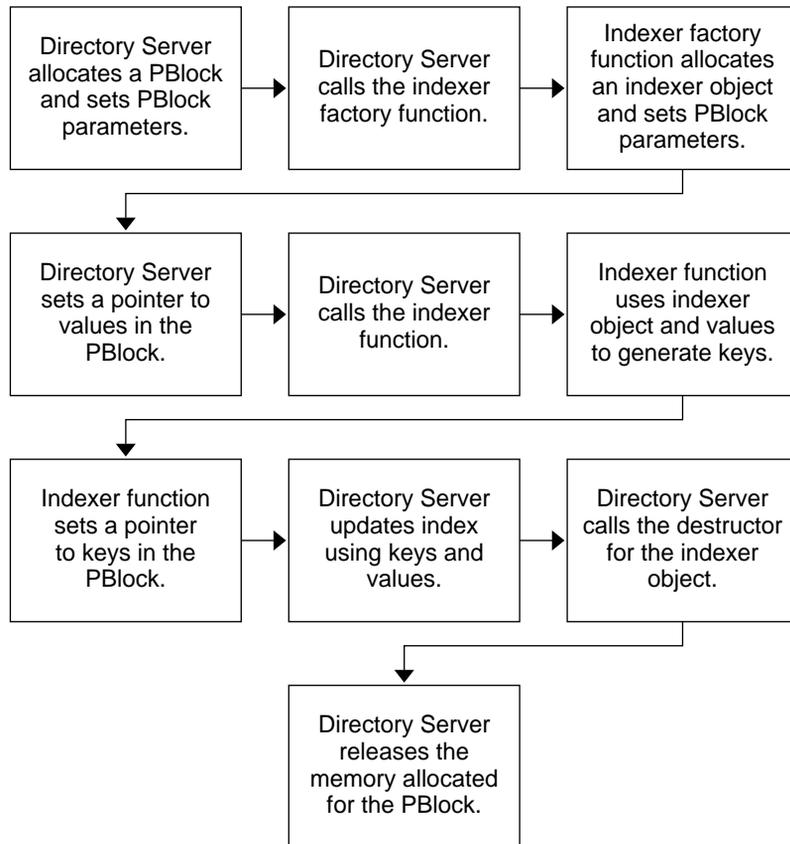 Directory Server
allocates a PBlock
and sets PBlock
parameters.
Directory Server
calls the indexer
factory function.
Indexer factory
function allocates
an indexer object
and sets PBlock
parameters.
Directory Server
sets a pointer to
values in the
PBlock.
Directory Server
calls the indexer
function.
Indexer function
uses indexer
object and values
to generate keys.
Indexer function
sets a pointer
to keys in the
PBlock.
Directory Server
updates index
using keys and
values.
Directory Server
calls the destructor
for the indexer
object.
Directory Server
releases the
memory allocated
for the PBlock.